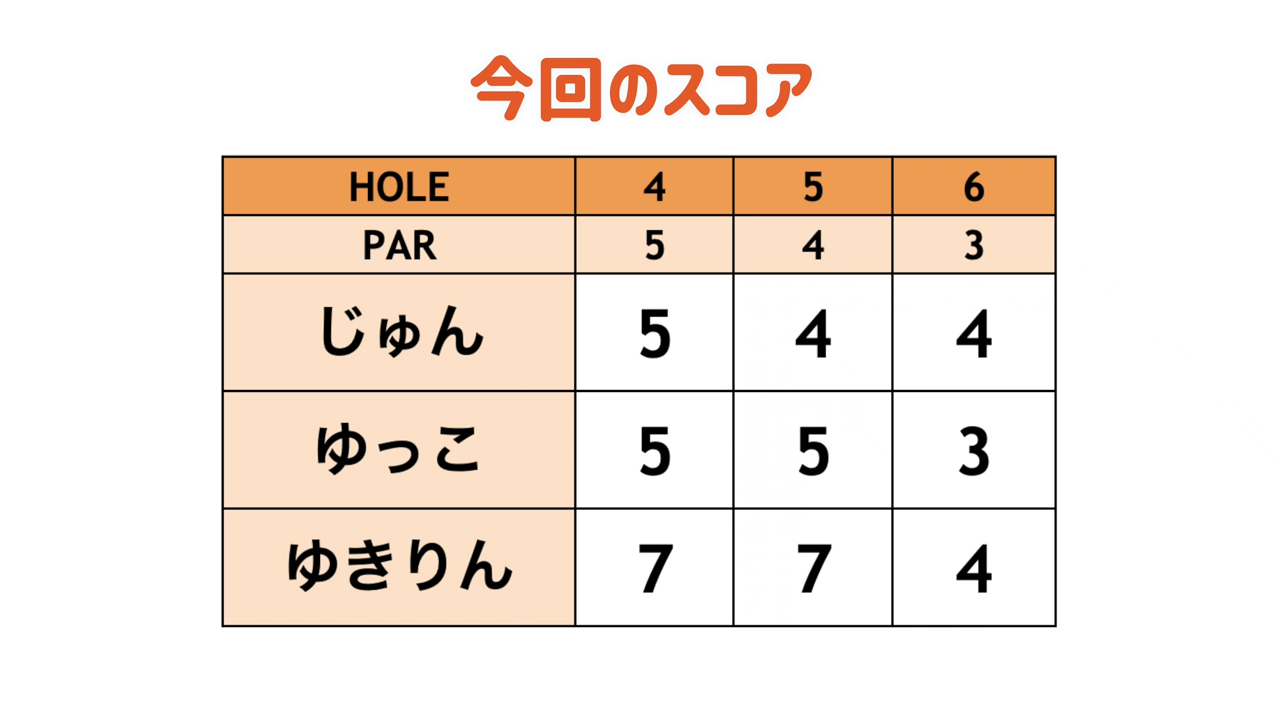 今回のスコア
HOLE 4 5 6
PAR 5 4 3
じゅん 5 4 4
ゆっこ 5 5 3
ゆきりん 7 7 4